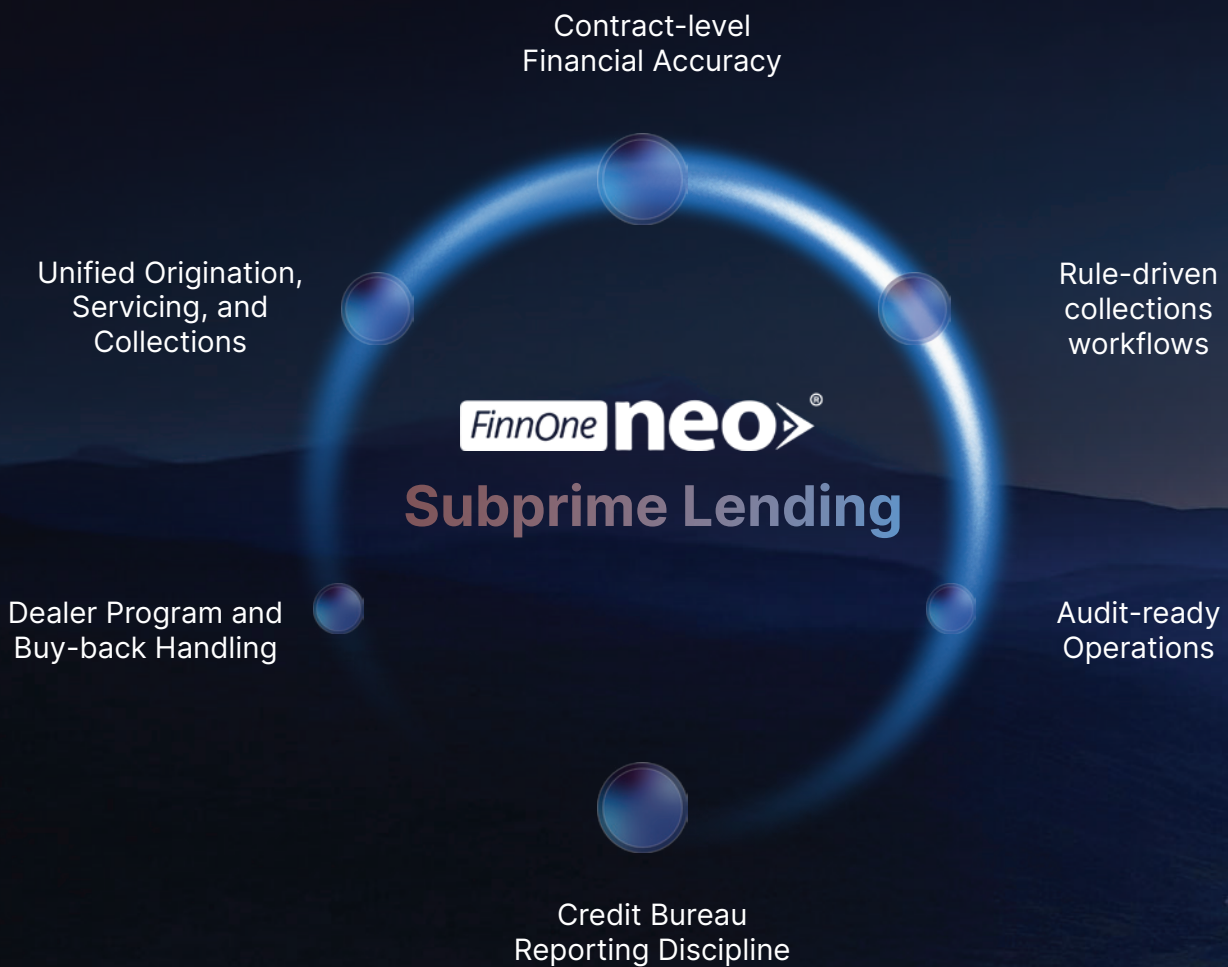 Contract-level
Financial Accuracy
Unified Origination,
Servicing, and
Collections
Rule-driven
collections
workflows
FinnOne neo®
Subprime Lending
Dealer Program and
Buy-back Handling
Audit-ready
Operations
Credit Bureau
Reporting Discipline